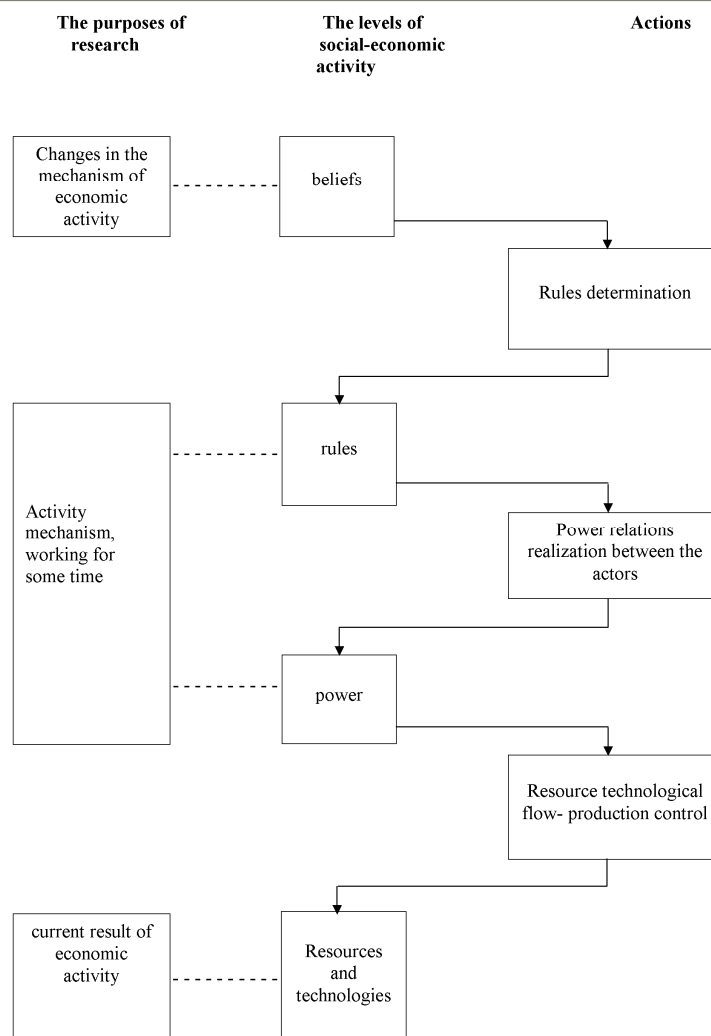 The purposes of
research
The levels of
social-economic
activity
Actions
Changes in the
mechanism of
economic
activity
beliefs
Rules determination
rules
Activity
mechanism,
working for
some time
Power relations
realization between the
actors
power
Resource technological
flow- production control
current result of
economic
activity
Resources
and
technologies